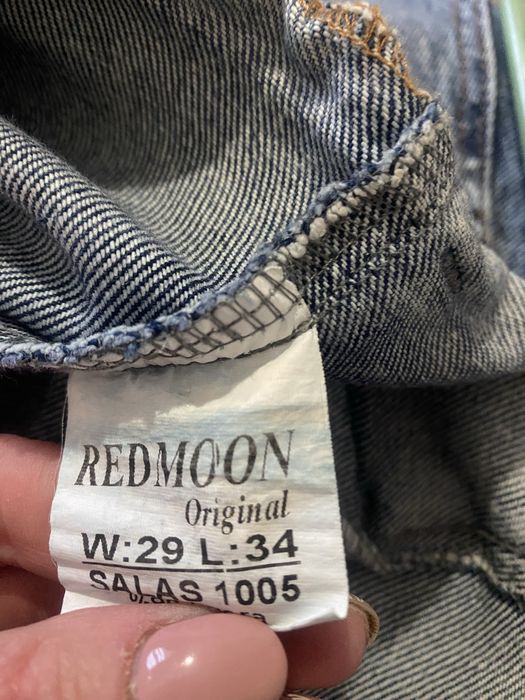 REDMOON
Original
W:29 L:34
SALAS 1005